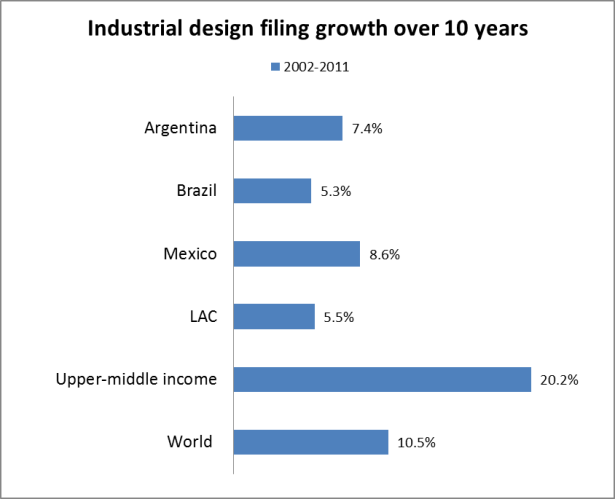 Industrial design filing growth over 10 years
2002-2011
Argentina 7.4%
Brazil 5.3%
Mexico 8.6%
LAC 5.5%
Upper-middle income 20.2%
World 10.5%